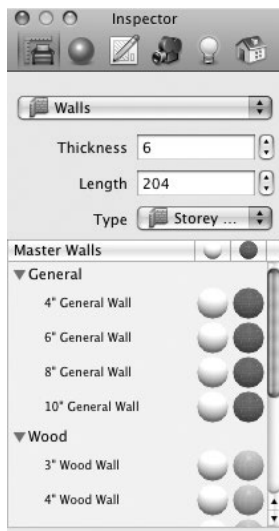 Inspector
Walls
Thickness 6
Length 204
Type Storey ...
Master Walls
General
4" General Wall
6" General Wall
8" General Wall
10" General Wall
Wood
3" Wood Wall
4" Wood Wall